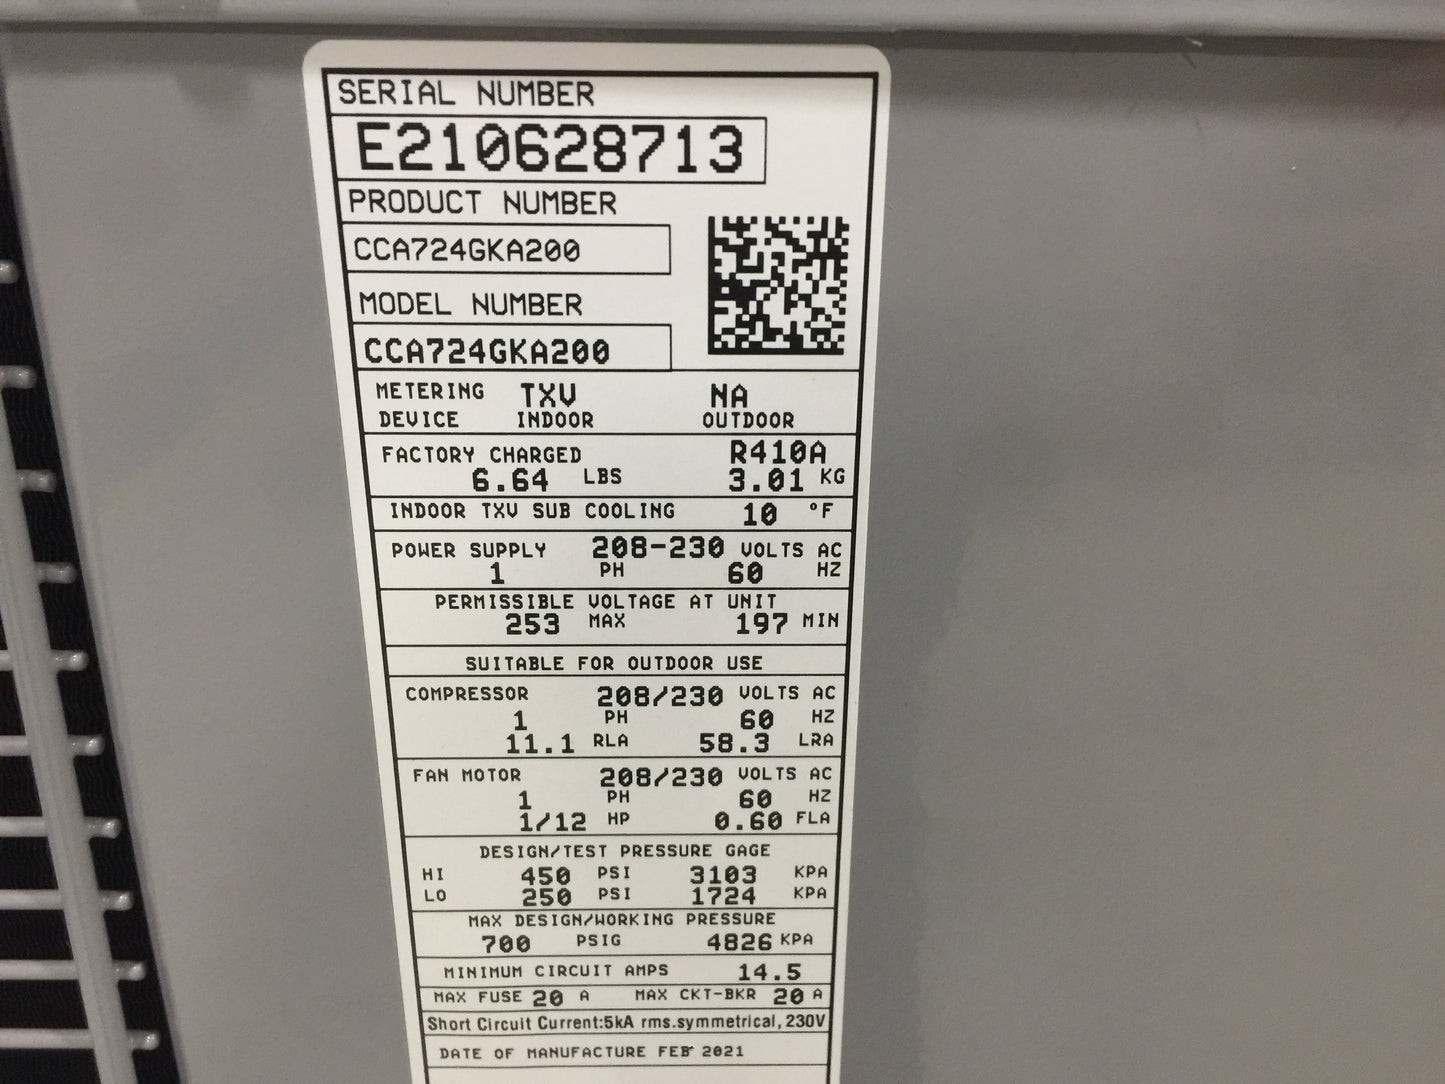 SERIAL NUMBER
E210628713
PRODUCT NUMBER
CCA724GKA200
MODEL NUMBER
CCA724GKA200
METERING TXV NA
DEVICE INDOOR OUTDOOR
FACTORY CHARGED R410A
6.64 LBS 3.01 KG
INDOOR TXV SUB COOLING 10 °F
POWER SUPPLY 208-230 VOLTS AC
1 PH 60 HZ
PERMISSIBLE VOLTAGE AT UNIT
253 MAX 197 MIN
SUITABLE FOR OUTDOOR USE
COMPRESSOR 208/230 VOLTS AC
1 PH 60 HZ
11.1 RLA 58.3 LRA
FAN MOTOR 208/230 VOLTS AC
1 PH 60 HZ
1/12 HP 0.60 FLA
DESIGN/TEST PRESSURE GAGE
HI 450 PSI 3103 KPA
LO 250 PSI 1724 KPA
MAX DESIGN/WORKING PRESSURE
700 PSIG 4826 KPA
MINIMUM CIRCUIT AMPS 14.5
MAX FUSE 20 A MAX CKT-BKR 20 A
Short Circuit Current:5kA rms.symmetrical, 230V
DATE OF MANUFACTURE FEB 2021